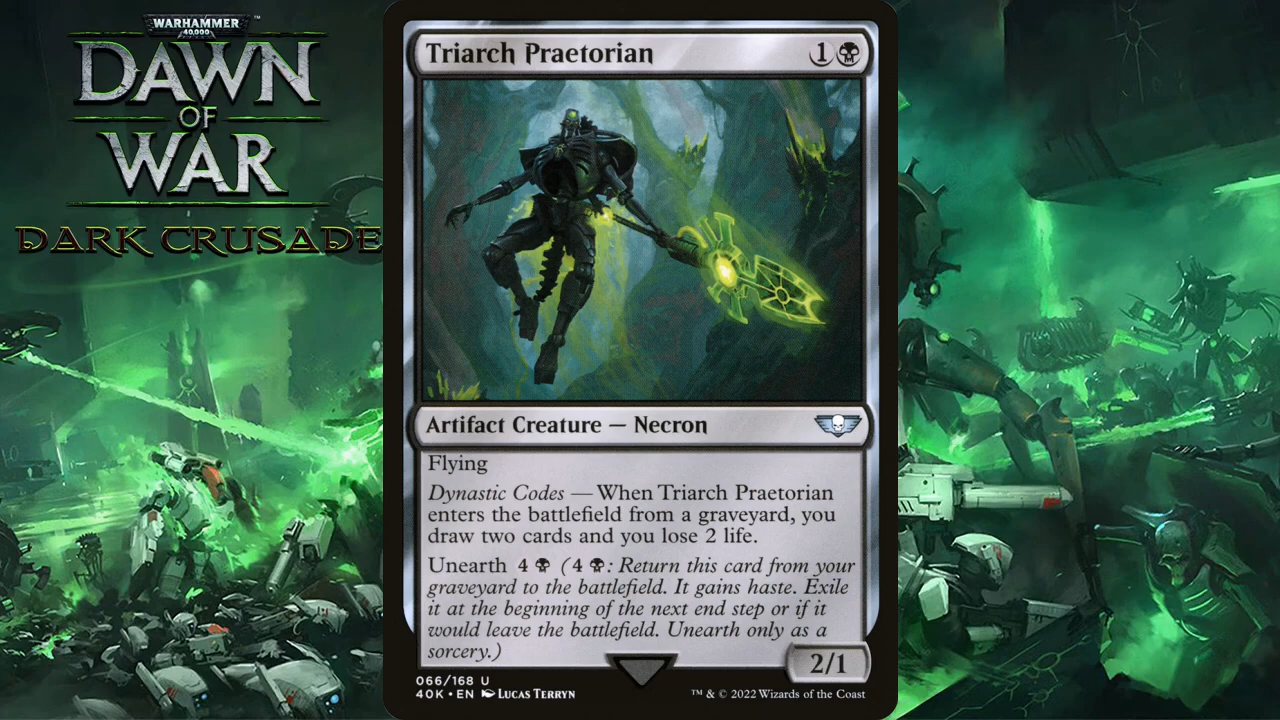 WARHAMMER
40,000
™
DAWN
OF
WAR
DARK CRUSADE
Triarch Praetorian 1
Artifact Creature — Necron
Flying
Dynastic Codes — When Triarch Praetorian
enters the battlefield from a graveyard, you
draw two cards and you lose 2 life.
Unearth 4 (4 : Return this card from your
graveyard to the battlefield. It gains haste. Exile
it at the beginning of the next end step or if it
would leave the battlefield. Unearth only as a
sorcery.)
2/1
066/168 U
40K • EN Lucas Terryn
™ & © 2022 Wizards of the Coast